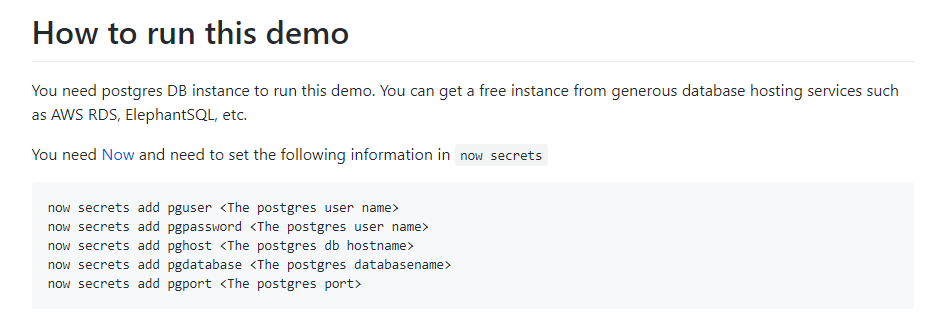 How to run this demo
You need postgres DB instance to run this demo. You can get a free instance from generous database hosting services such
as AWS RDS, ElephantSQL, etc.
You need Now and need to set the following information in now secrets
now secrets add pguser <The postgres user name>
now secrets add pgpassword <The postgres user name>
now secrets add pghost <The postgres db hostname>
now secrets add pgdatabase <The postgres databasename>
now secrets add pgport <The postgres port>